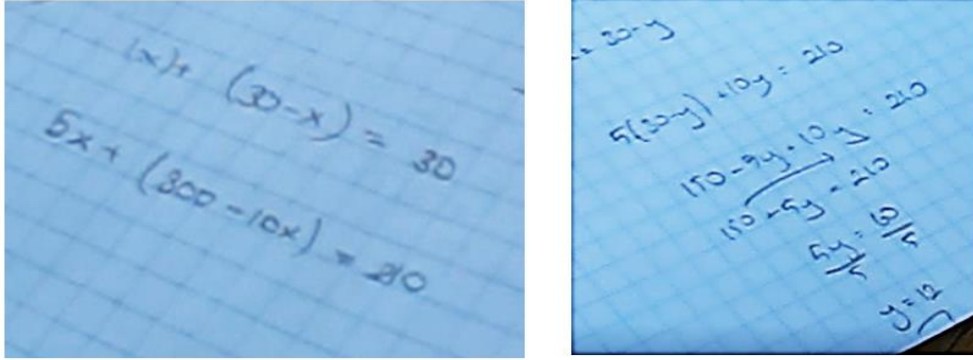 (x) + (30-x) = 30
5x + (300-10x) = 210
= 30-y
5(30-y) + 10y = 210
150-5y+10y = 210
150+5y = 210
5y/5 = 60/5
y = 12